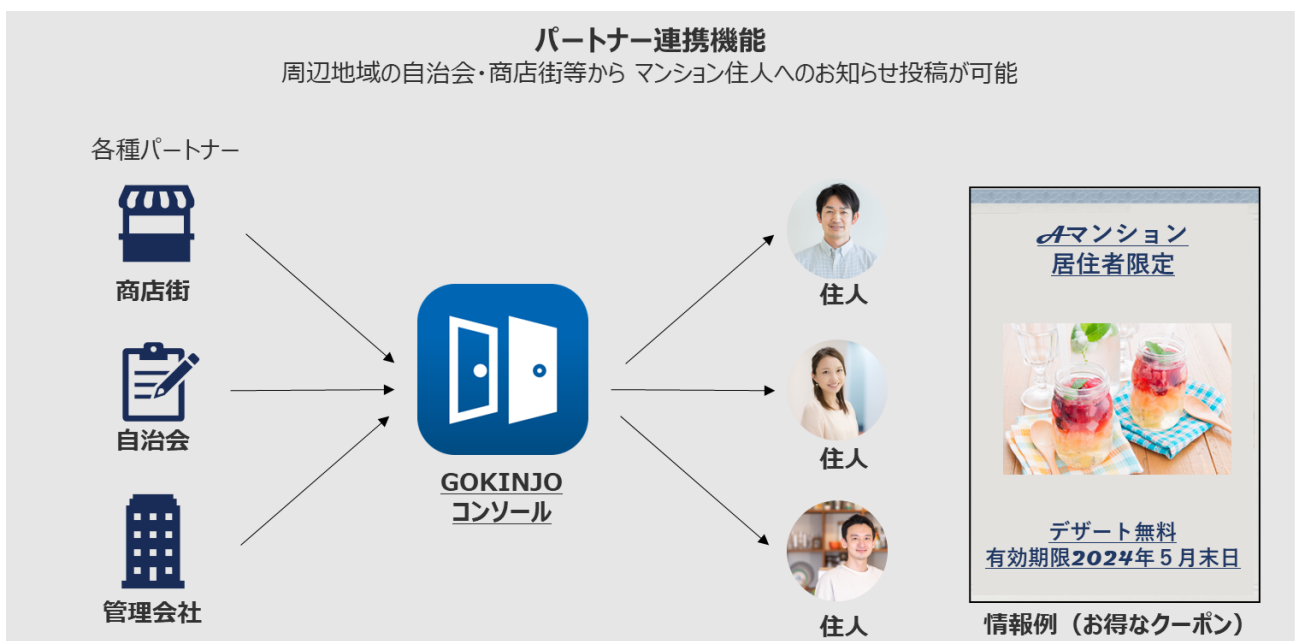 パートナー連携機能
周辺地域の自治会・商店街等から マンション住人へのお知らせ投稿が可能
各種パートナー
商店街
自治会
管理会社
GOKINJO
コンソール
住人
住人
住人
Aマンション
居住者限定
デザート無料
有効期限2024年５月末日
情報例（お得なクーポン）